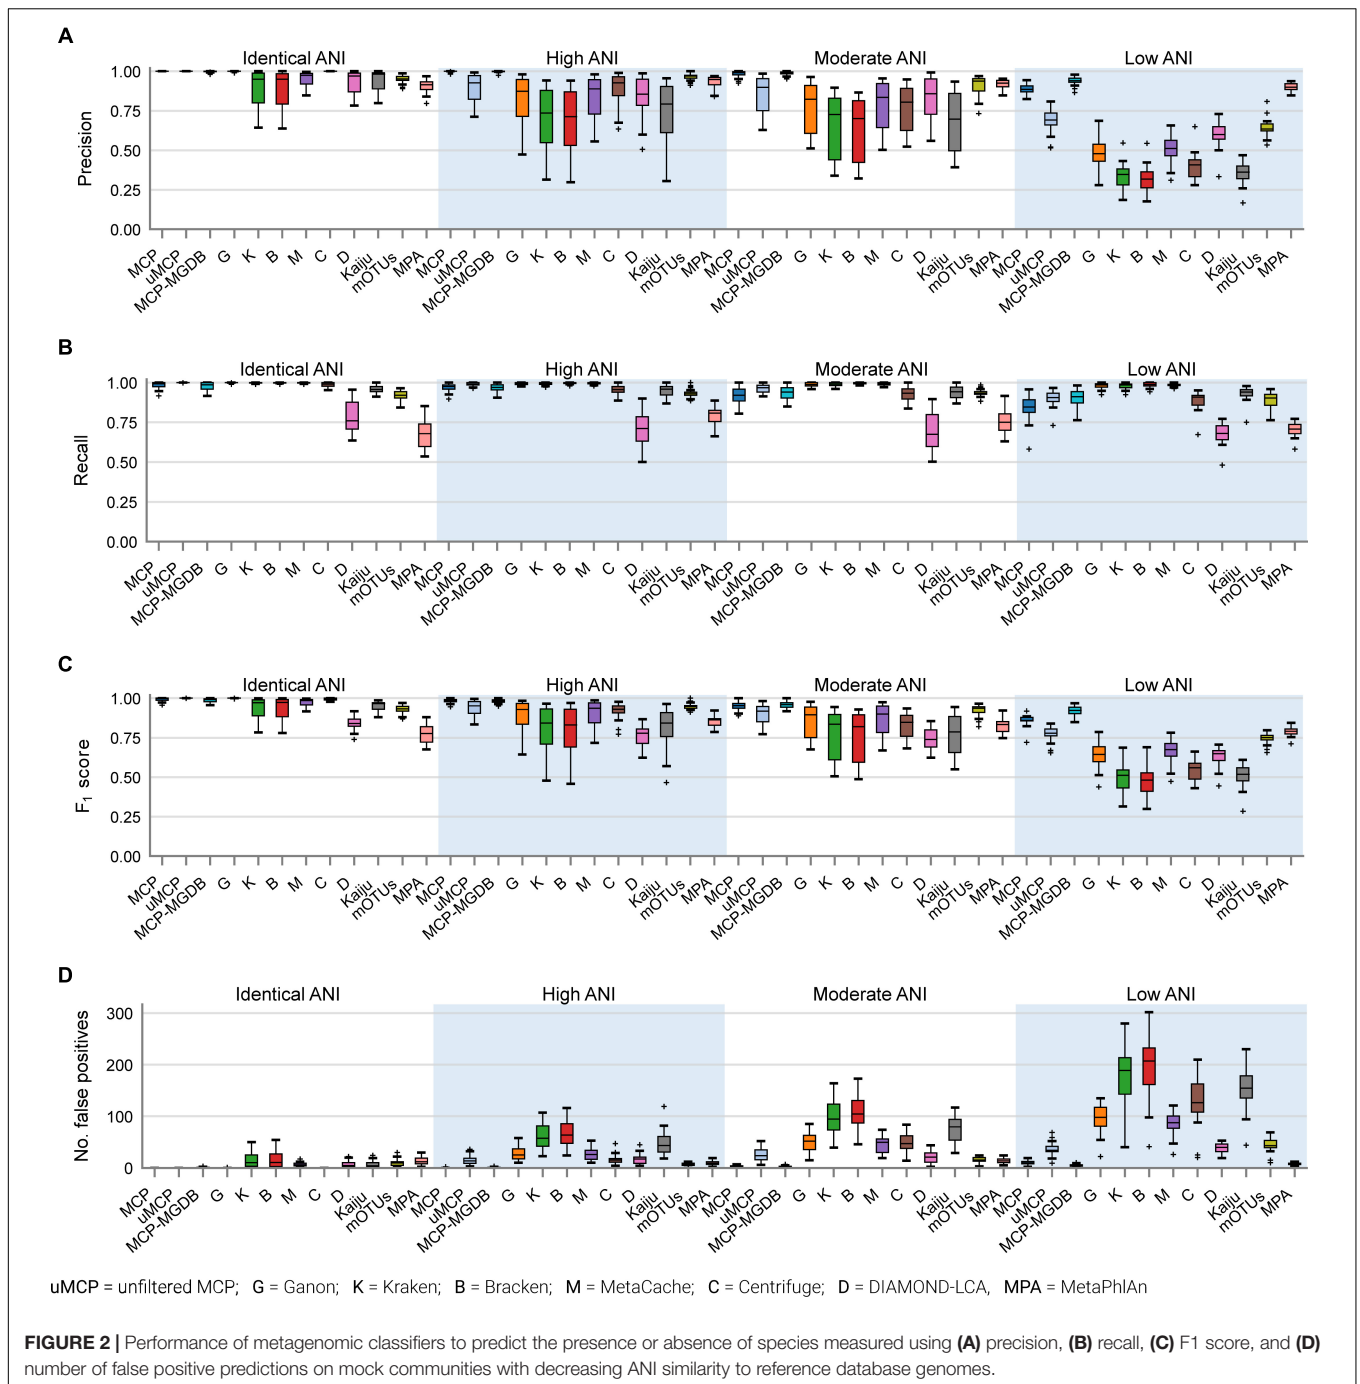 A
Identical ANI High ANI Moderate ANI Low ANI
Precision
1.00
0.75
0.50
0.25
0.00
MCP uMCP MCP-MGDB G K B M C D Kaiju mOTUs MPA MCP uMCP MCP-MGDB G K B M C D Kaiju mOTUs MPA MCP uMCP MCP-MGDB G K B M C D Kaiju mOTUs MPA MCP uMCP MCP-MGDB G K B M C D Kaiju mOTUs MPA
B
Identical ANI High ANI Moderate ANI Low ANI
Recall
1.00
0.75
0.50
0.25
0.00
MCP uMCP MCP-MGDB G K B M C D Kaiju mOTUs MPA MCP uMCP MCP-MGDB G K B M C D Kaiju mOTUs MPA MCP uMCP MCP-MGDB G K B M C D Kaiju mOTUs MPA MCP uMCP MCP-MGDB G K B M C D Kaiju mOTUs MPA
C
Identical ANI High ANI Moderate ANI Low ANI
F1 score
1.00
0.75
0.50
0.25
0.00
MCP uMCP MCP-MGDB G K B M C D Kaiju mOTUs MPA MCP uMCP MCP-MGDB G K B M C D Kaiju mOTUs MPA MCP uMCP MCP-MGDB G K B M C D Kaiju mOTUs MPA MCP uMCP MCP-MGDB G K B M C D Kaiju mOTUs MPA
D
Identical ANI High ANI Moderate ANI Low ANI
No. false positives
300
200
100
0
MCP uMCP MCP-MGDB G K B M C D Kaiju mOTUs MPA MCP uMCP MCP-MGDB G K B M C D Kaiju mOTUs MPA MCP uMCP MCP-MGDB G K B M C D Kaiju mOTUs MPA MCP uMCP MCP-MGDB G K B M C D Kaiju mOTUs MPA
uMCP = unfiltered MCP; G = Ganon; K = Kraken; B = Bracken; M = MetaCache; C = Centrifuge; D = DIAMOND-LCA, MPA = MetaPhlAn
FIGURE 2 | Performance of metagenomic classifiers to predict the presence or absence of species measured using (A) precision, (B) recall, (C) F1 score, and (D)
number of false positive predictions on mock communities with decreasing ANI similarity to reference database genomes.